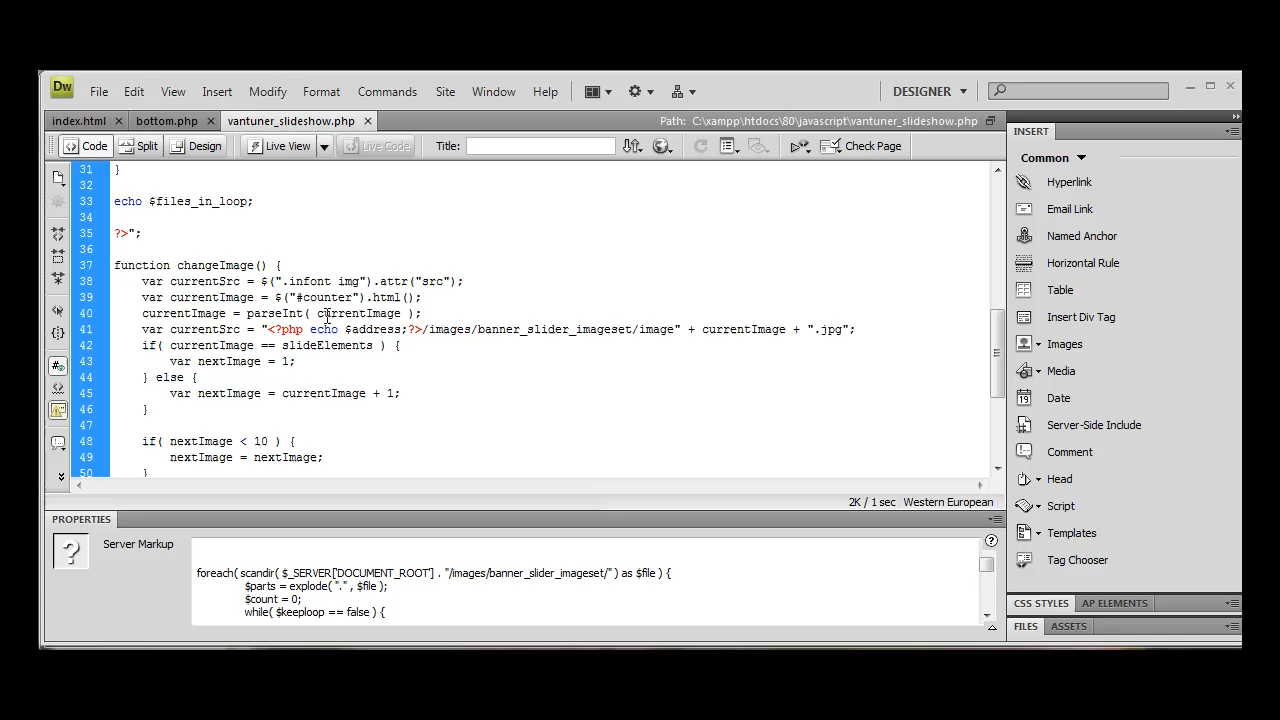 Dw File Edit View Insert Modify Format Commands Site Window Help DESIGNER
index.html bottom.php vantuner_slideshow.php Path: C:\xampp\htdocs\80\javascript\vantuner_slideshow.php
Code Split Design Live View Live Code Title: Check Page
31 }
32
33 echo $files_in_loop;
34
35 ?>";
36
37 function changeImage() {
38 var currentSrc = $(".infont img").attr("src");
39 var currentImage = $("#counter").html();
40 currentImage = parseInt( currentImage );
41 var currentSrc = "<?php echo $address;?>/images/banner_slider_imageset/image" + currentImage + ".jpg";
42 if( currentImage == slideElements ) {
43 var nextImage = 1;
44 } else {
45 var nextImage = currentImage + 1;
46 }
47
48 if( nextImage < 10 ) {
49 nextImage = nextImage;
50 }
2K / 1 sec Western European
PROPERTIES
? Server Markup
foreach( scandir( $_SERVER['DOCUMENT_ROOT'] . "/images/banner_slider_imageset/" ) as $file ) {
$parts = explode( "." , $file );
$count = 0;
while( $keeploop == false ) {
INSERT
Common
Hyperlink
Email Link
Named Anchor
Horizontal Rule
Table
Insert Div Tag
Images
Media
19 Date
Server-Side Include
Comment
Head
Script
Templates
Tag Chooser
CSS STYLES AP ELEMENTS
FILES ASSETS